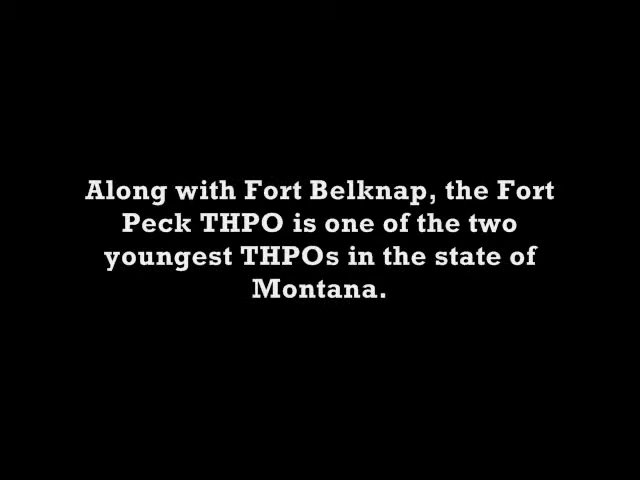 Along with Fort Belknap, the Fort
Peck THPO is one of the two
youngest THPOs in the state of
Montana.